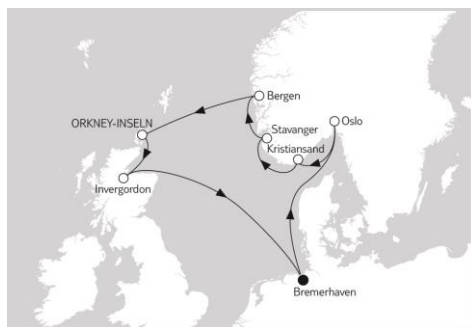 Bergen
ORKNEY-INSELN
Stavanger
Oslo
Kristiansand
Invergordon
Bremerhaven